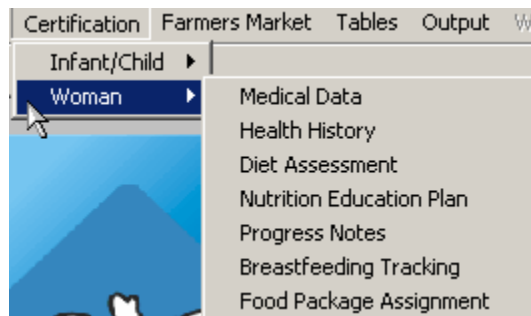 Certification Farmers Market Tables Output W
Infant/Child
Woman
Medical Data
Health History
Diet Assessment
Nutrition Education Plan
Progress Notes
Breastfeeding Tracking
Food Package Assignment